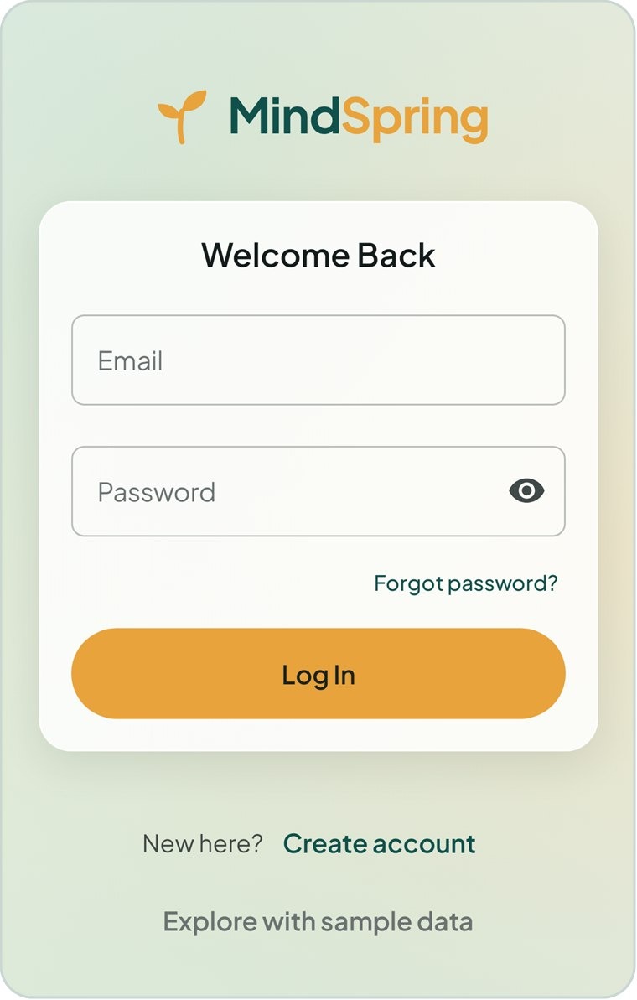 MindSpring
Welcome Back
Email
Password
Forgot password?
Log In
New here? Create account
Explore with sample data